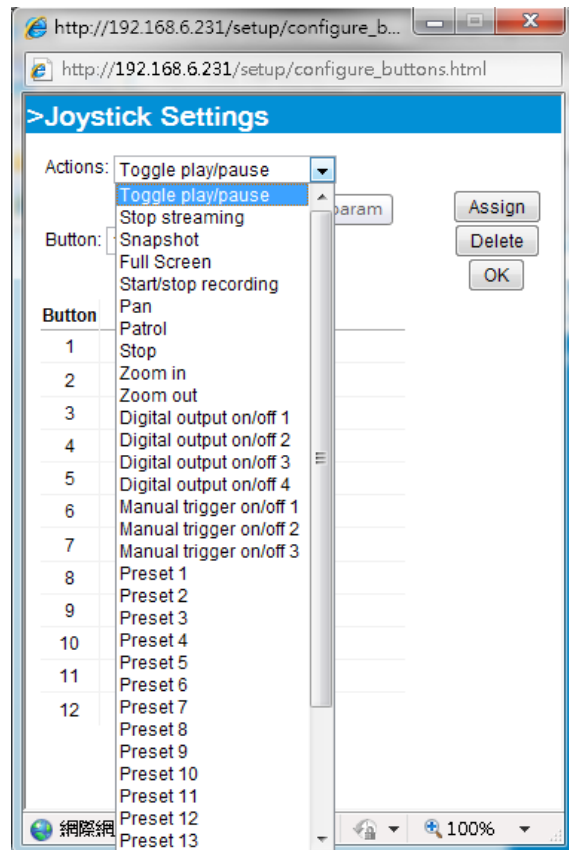 http://192.168.6.231/setup/configure_b...
http://192.168.6.231/setup/configure_buttons.html
>Joystick Settings
Actions: Toggle play/pause
Toggle play/pause
param
Assign
Stop streaming
Button:
Snapshot
Delete
Full Screen
OK
Start/stop recording
Button
Pan
Patrol
1
Stop
2
Zoom in
Zoom out
3
Digital output on/off 1
4
Digital output on/off 2
Digital output on/off 3
5
Digital output on/off 4
6
Manual trigger on/off 1
Manual trigger on/off 2
7
Manual trigger on/off 3
8
Preset 1
Preset 2
9
Preset 3
10
Preset 4
Preset 5
11
Preset 6
12
Preset 7
Preset 8
Preset 9
Preset 10
Preset 11
Preset 12
網際網
100%
Preset 13